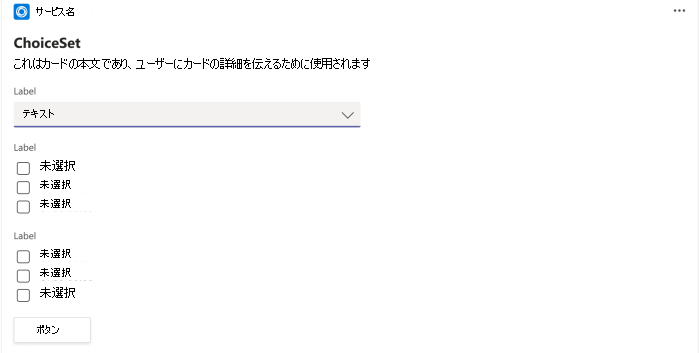 サービス名
ChoiceSet
これはカードの本文であり、ユーザーにカードの詳細を伝えるために使用されます
Label
テキスト
Label
未選択
未選択
未選択
Label
未選択
未選択
未選択
ボタン